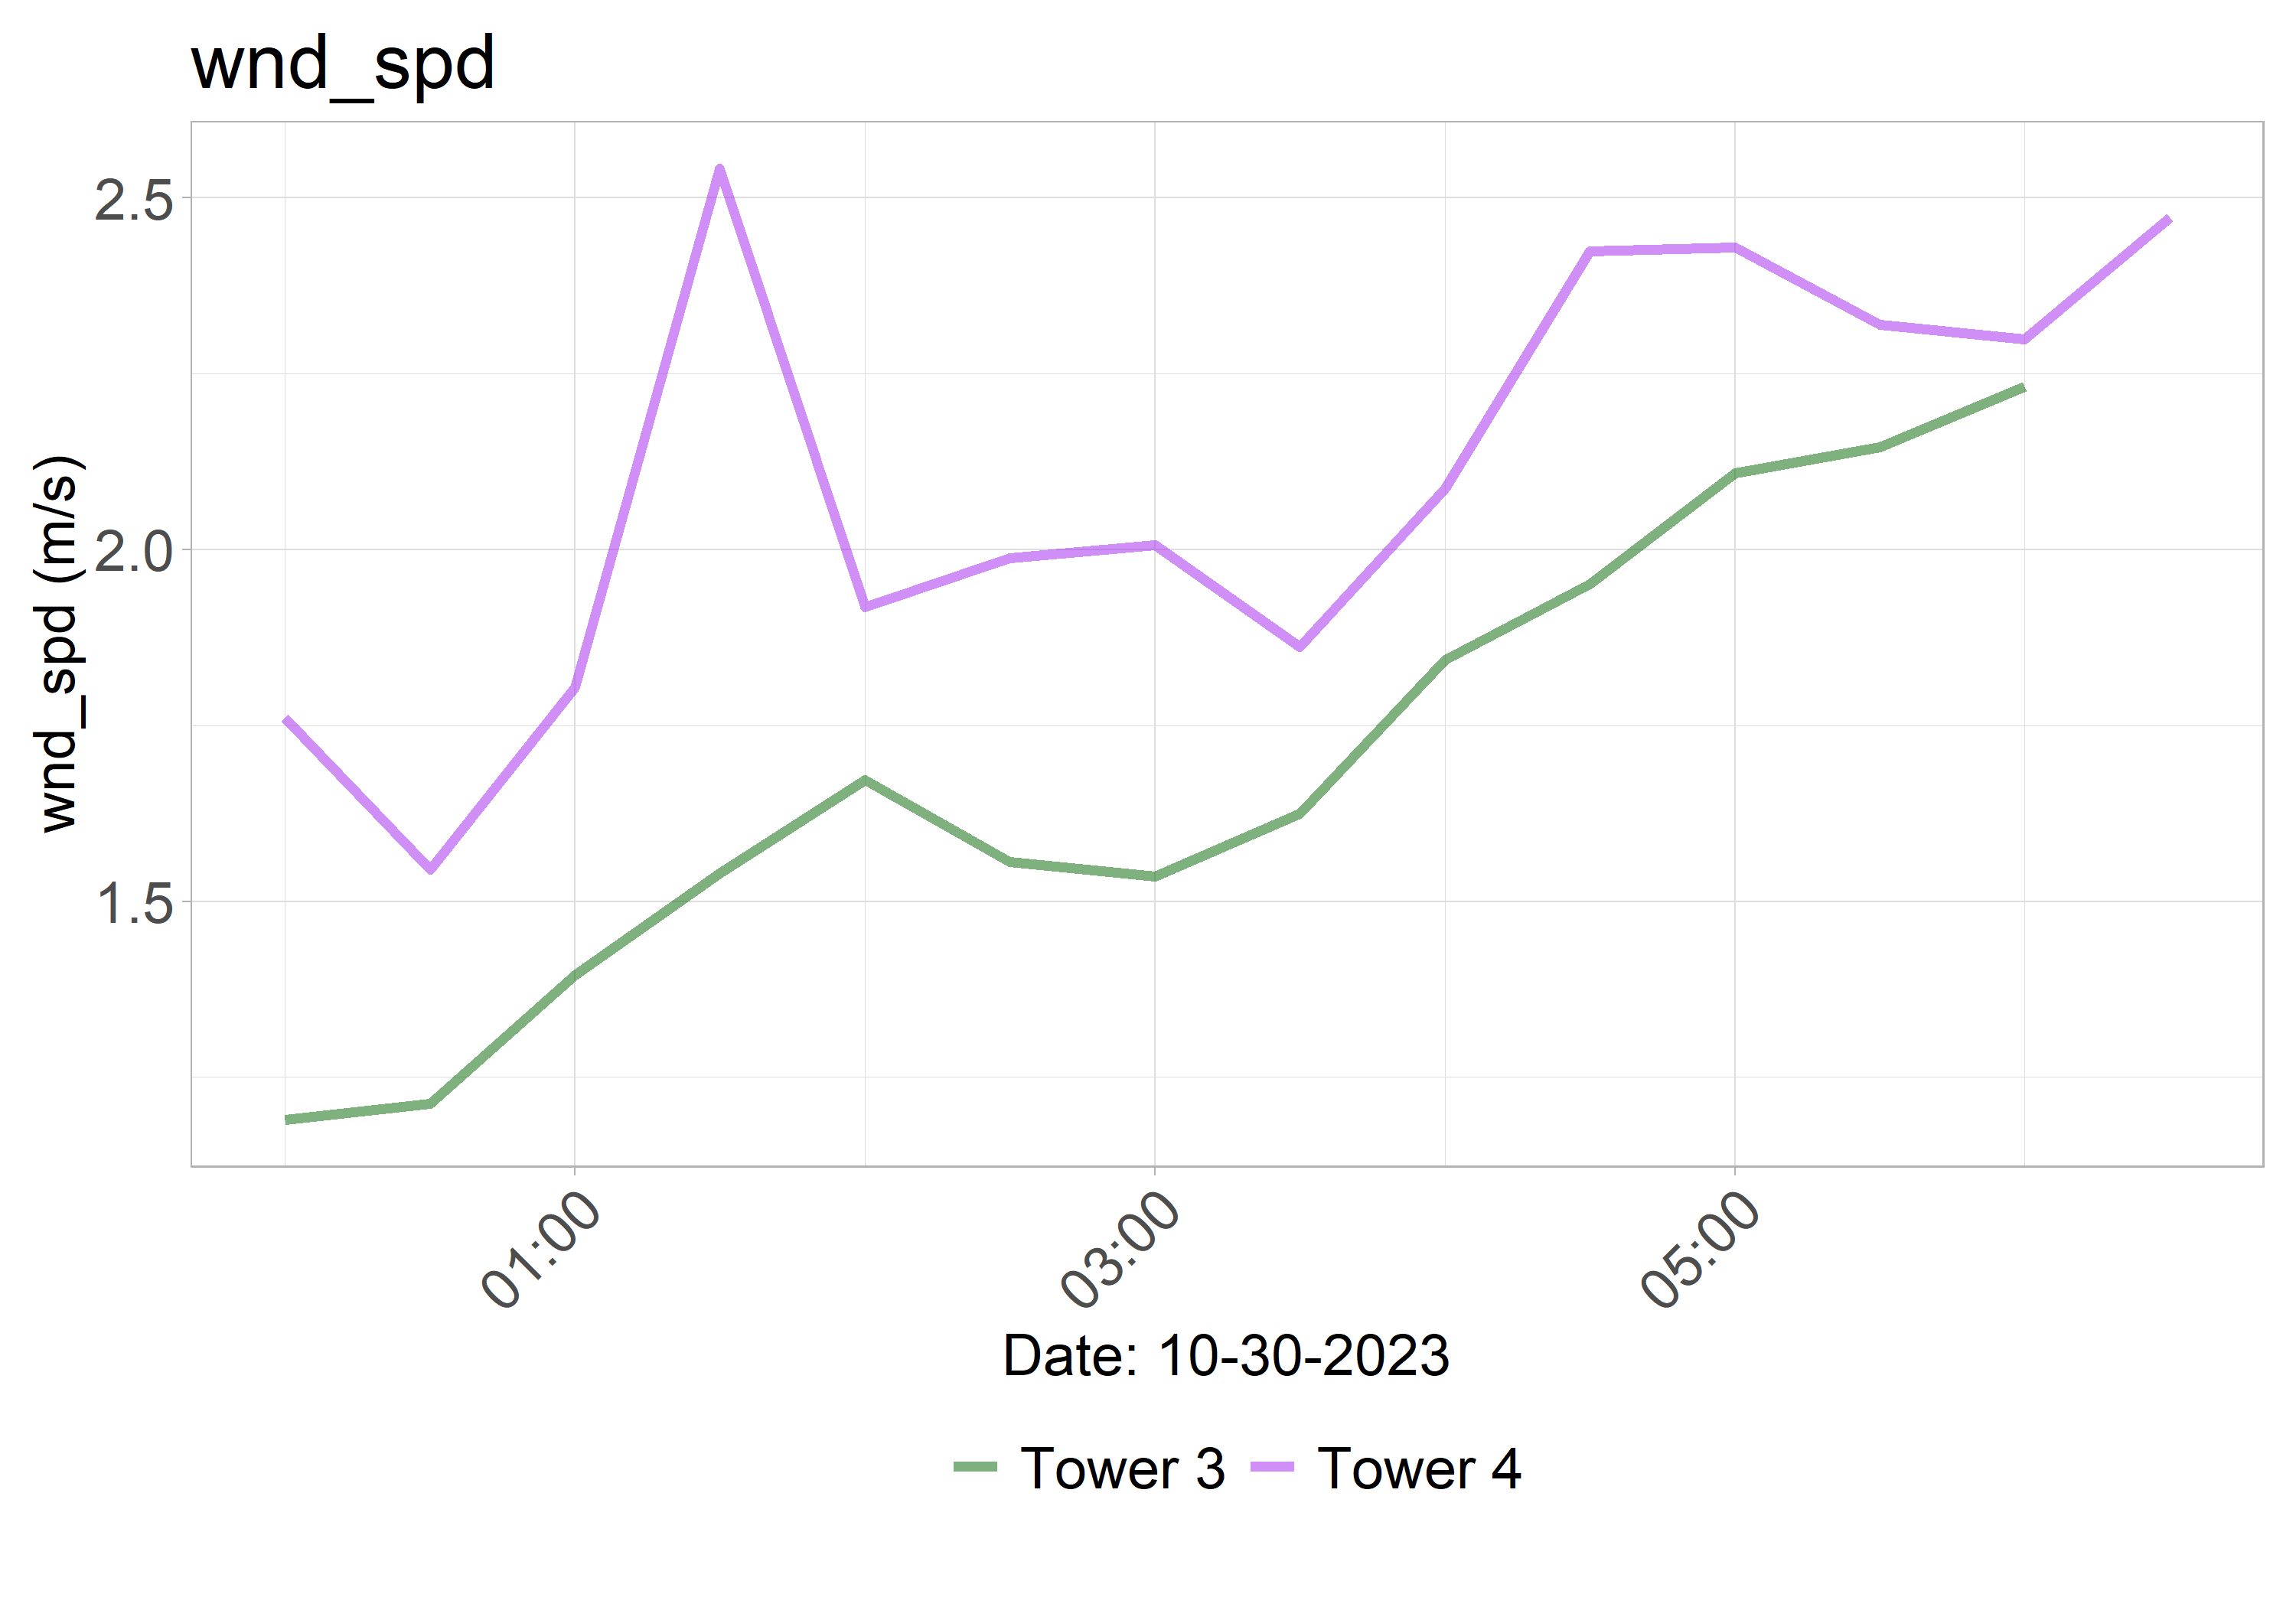 wnd_spd
wnd_spd (m/s)
2.5
2.0
1.5
01:00 03:00 05:00
Date: 10-30-2023
Tower 3 Tower 4